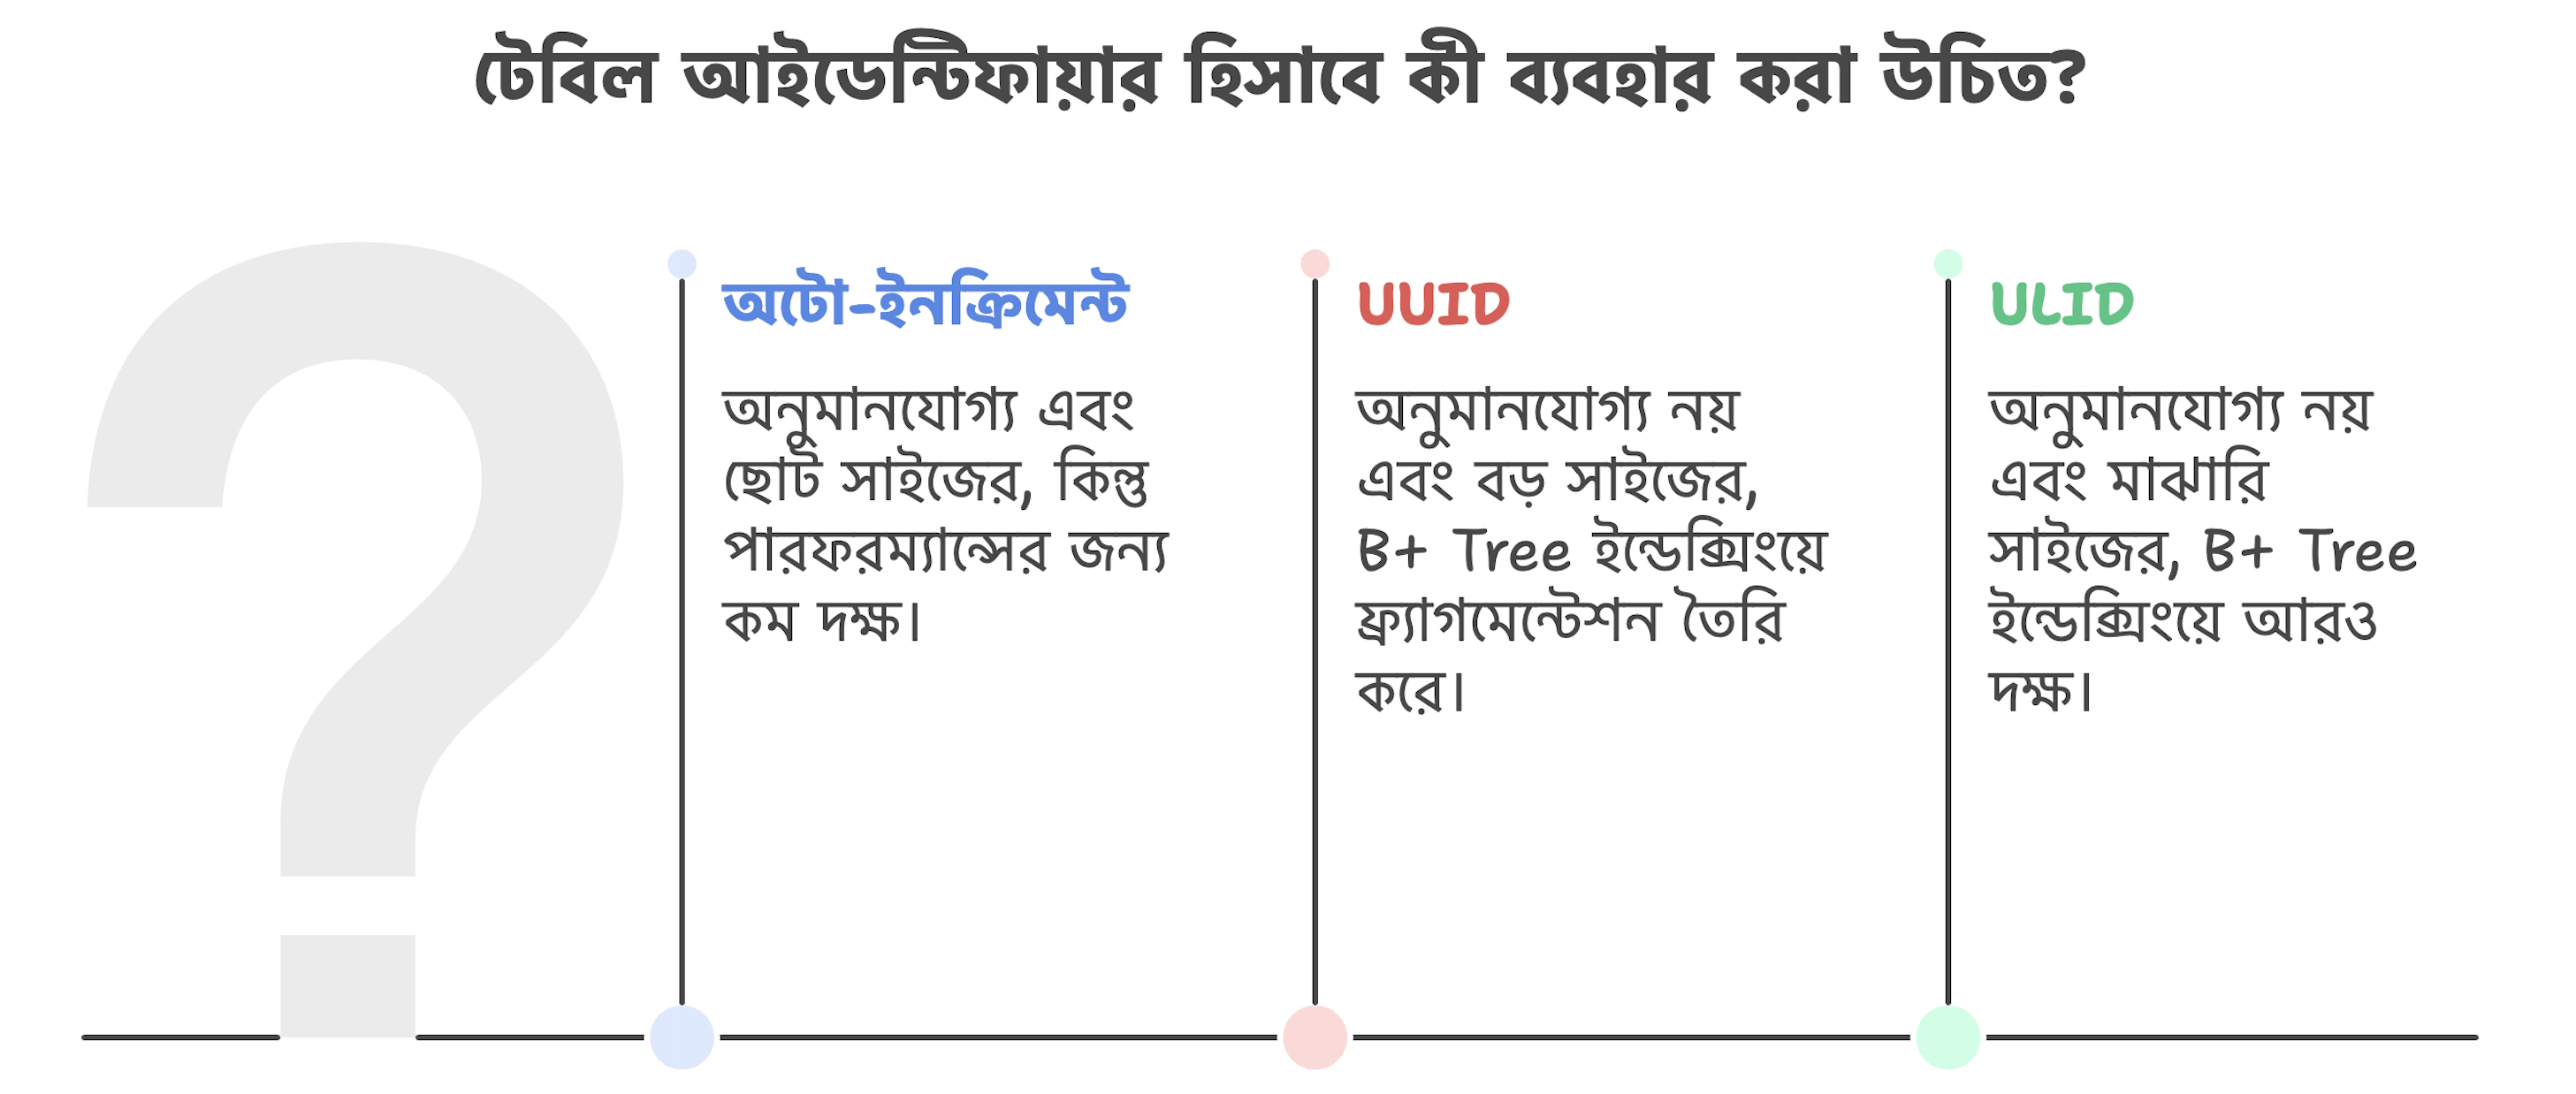 টেবিল আইডেন্টিফায়ার হিসাবে কী ব্যবহার করা উচিত?
অটো-ইনক্রিমেন্ট
অনুমানযোগ্য এবং
ছোট সাইজের, কিন্তু
পারফরম্যান্সের জন্য
কম দক্ষ।
UUID
অনুমানযোগ্য নয়
এবং বড় সাইজের,
B+ Tree ইন্ডেক্সিংয়ে
ফ্র্যাগমেন্টেশন তৈরি
করে।
ULID
অনুমানযোগ্য নয়
এবং মাঝারি
সাইজের, B+ Tree
ইন্ডেক্সিংয়ে আরও
দক্ষ।